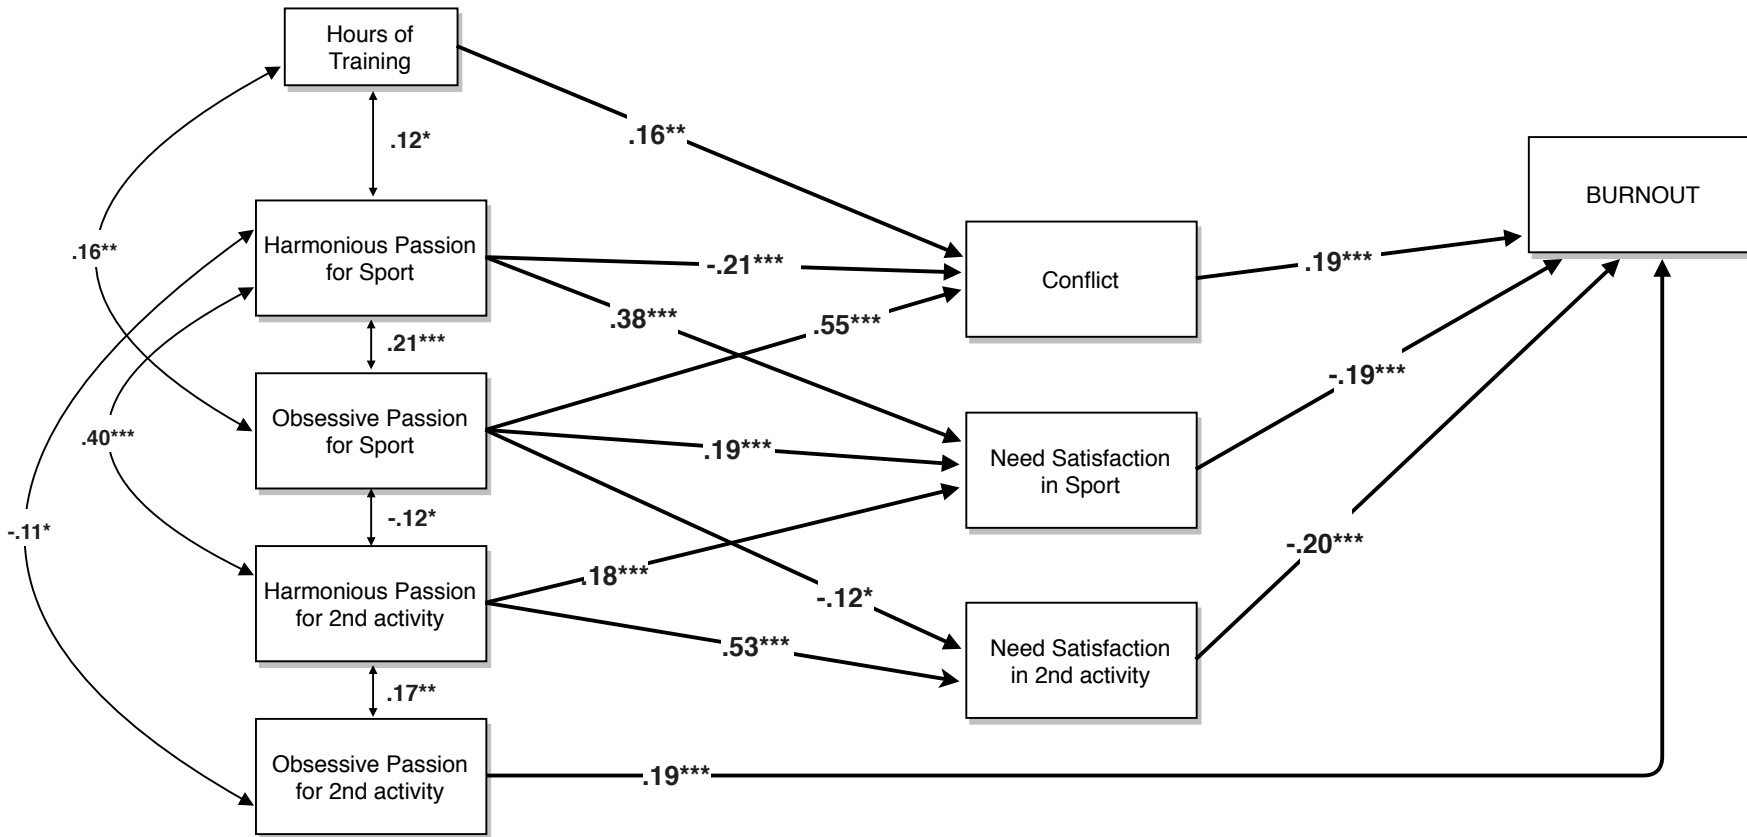 Hours of
Training
.12*
.16**
BURNOUT
.16**
Harmonious Passion
for Sport
-.21***
Conflict
.19***
.38***
.55***
.21***
-.19***
Obsessive Passion
for Sport
.40***
.19***
Need Satisfaction
in Sport
-.12*
-.11*
-.20***
.18***
-.12*
Harmonious Passion
for 2nd activity
.53***
Need Satisfaction
in 2nd activity
.17**
Obsessive Passion
for 2nd activity
.19***